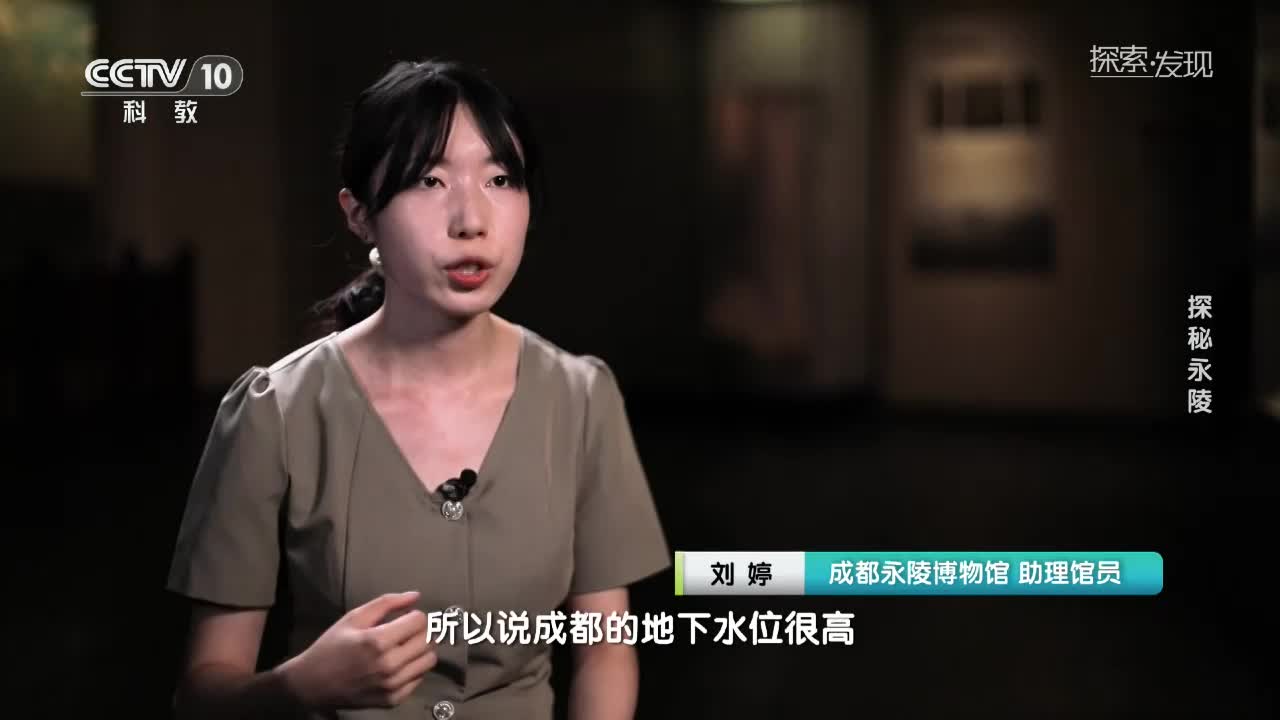 CCTV 10
科教
探索·发现
探秘永陵
刘婷
成都永陵博物馆 助理馆员
所以说成都的地下水位很高